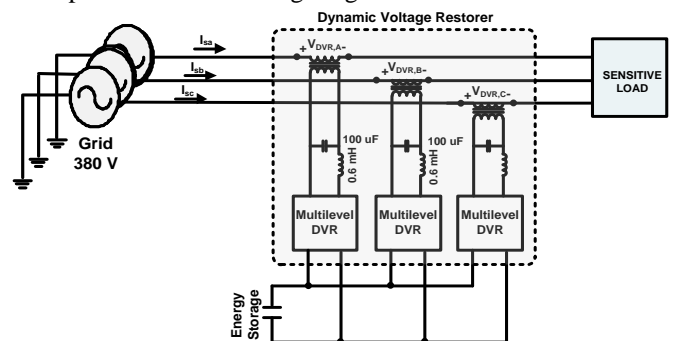 Dynamic Voltage Restorer
Isa
+VDVR,A-
Isb
+VDVR,B-
Isc
+VDVR,C-
SENSITIVE
LOAD
Grid
380 V
100 uF
0.6 mH
100 uF
0.6 mH
Multilevel
DVR
Multilevel
DVR
Multilevel
DVR
Energy
Storage